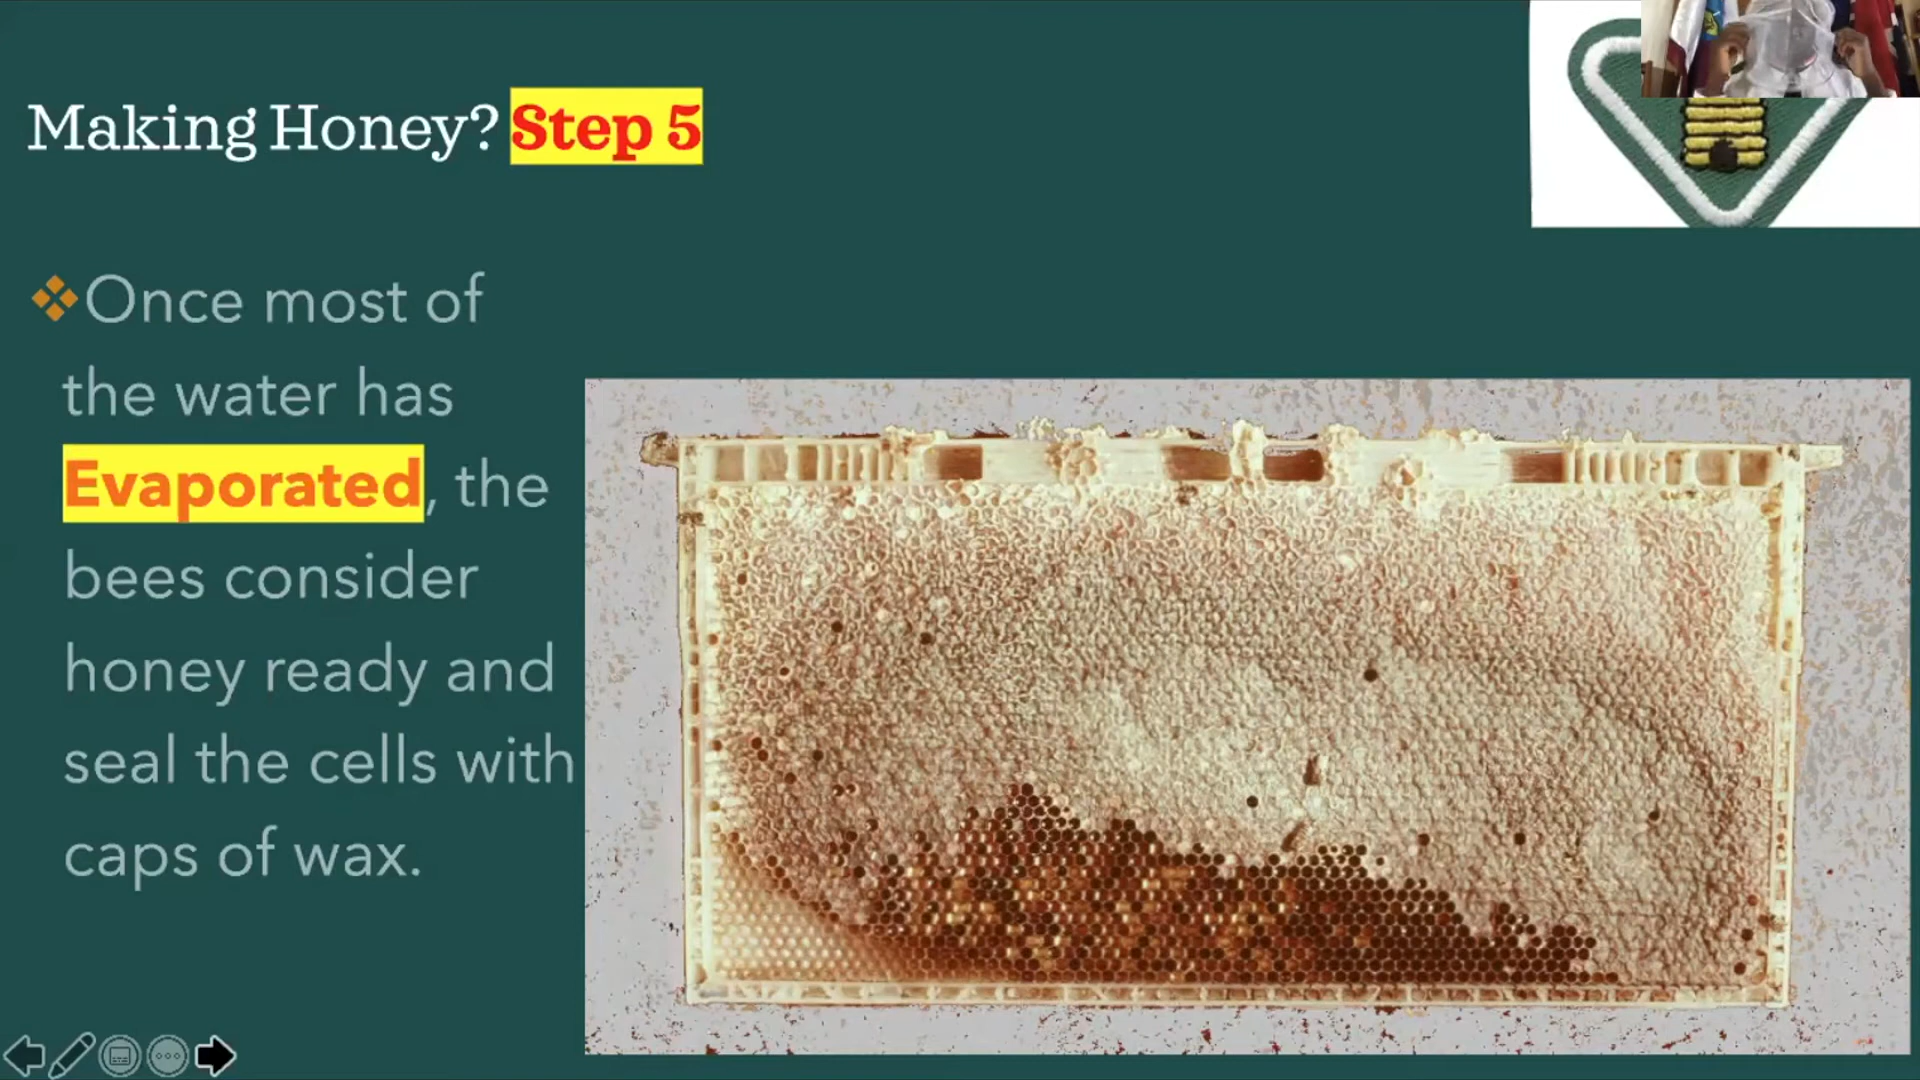 Making Honey? Step 5
Once most of
the water has
Evaporated, the
bees consider
honey ready and
seal the cells with
caps of wax.